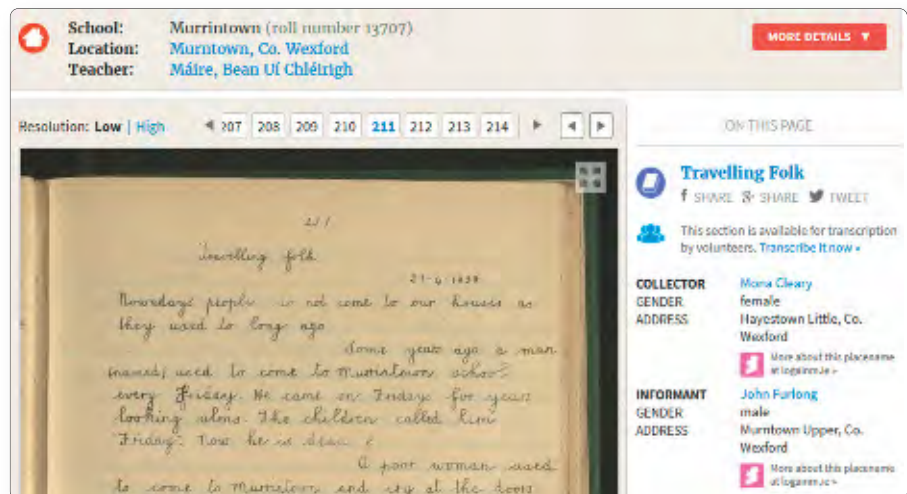 School: Murrintown (roll number 13707)
Location: Murntown, Co. Wexford
Teacher: Máire, Bean Uí Chléirigh
MORE DETAILS ▼
Resolution: Low | High
207 208 209 210 211 212 213 214
ON THIS PAGE
Travelling Folk
SHARE SHARE TWEET
This section is available for transcription
by volunteers. Transcribe it now »
COLLECTOR Mona Cleary
GENDER female
ADDRESS Hayestown Little, Co.
Wexford
More about this placename
at logainm.ie »
INFORMANT John Furlong
GENDER male
ADDRESS Murntown Upper, Co.
Wexford
More about this placename
at logainm.ie »
211
Travelling folk
21-4-1938
Nowadays people do not come to our houses as
they used to long ago
Some years ago a man
named, used to come to Murrintown school
every Friday. He came on Fridays for years
looking alms. The children called him
Friday. Now he is dead
A poor woman used
to come to Murrintown and cry at the doors